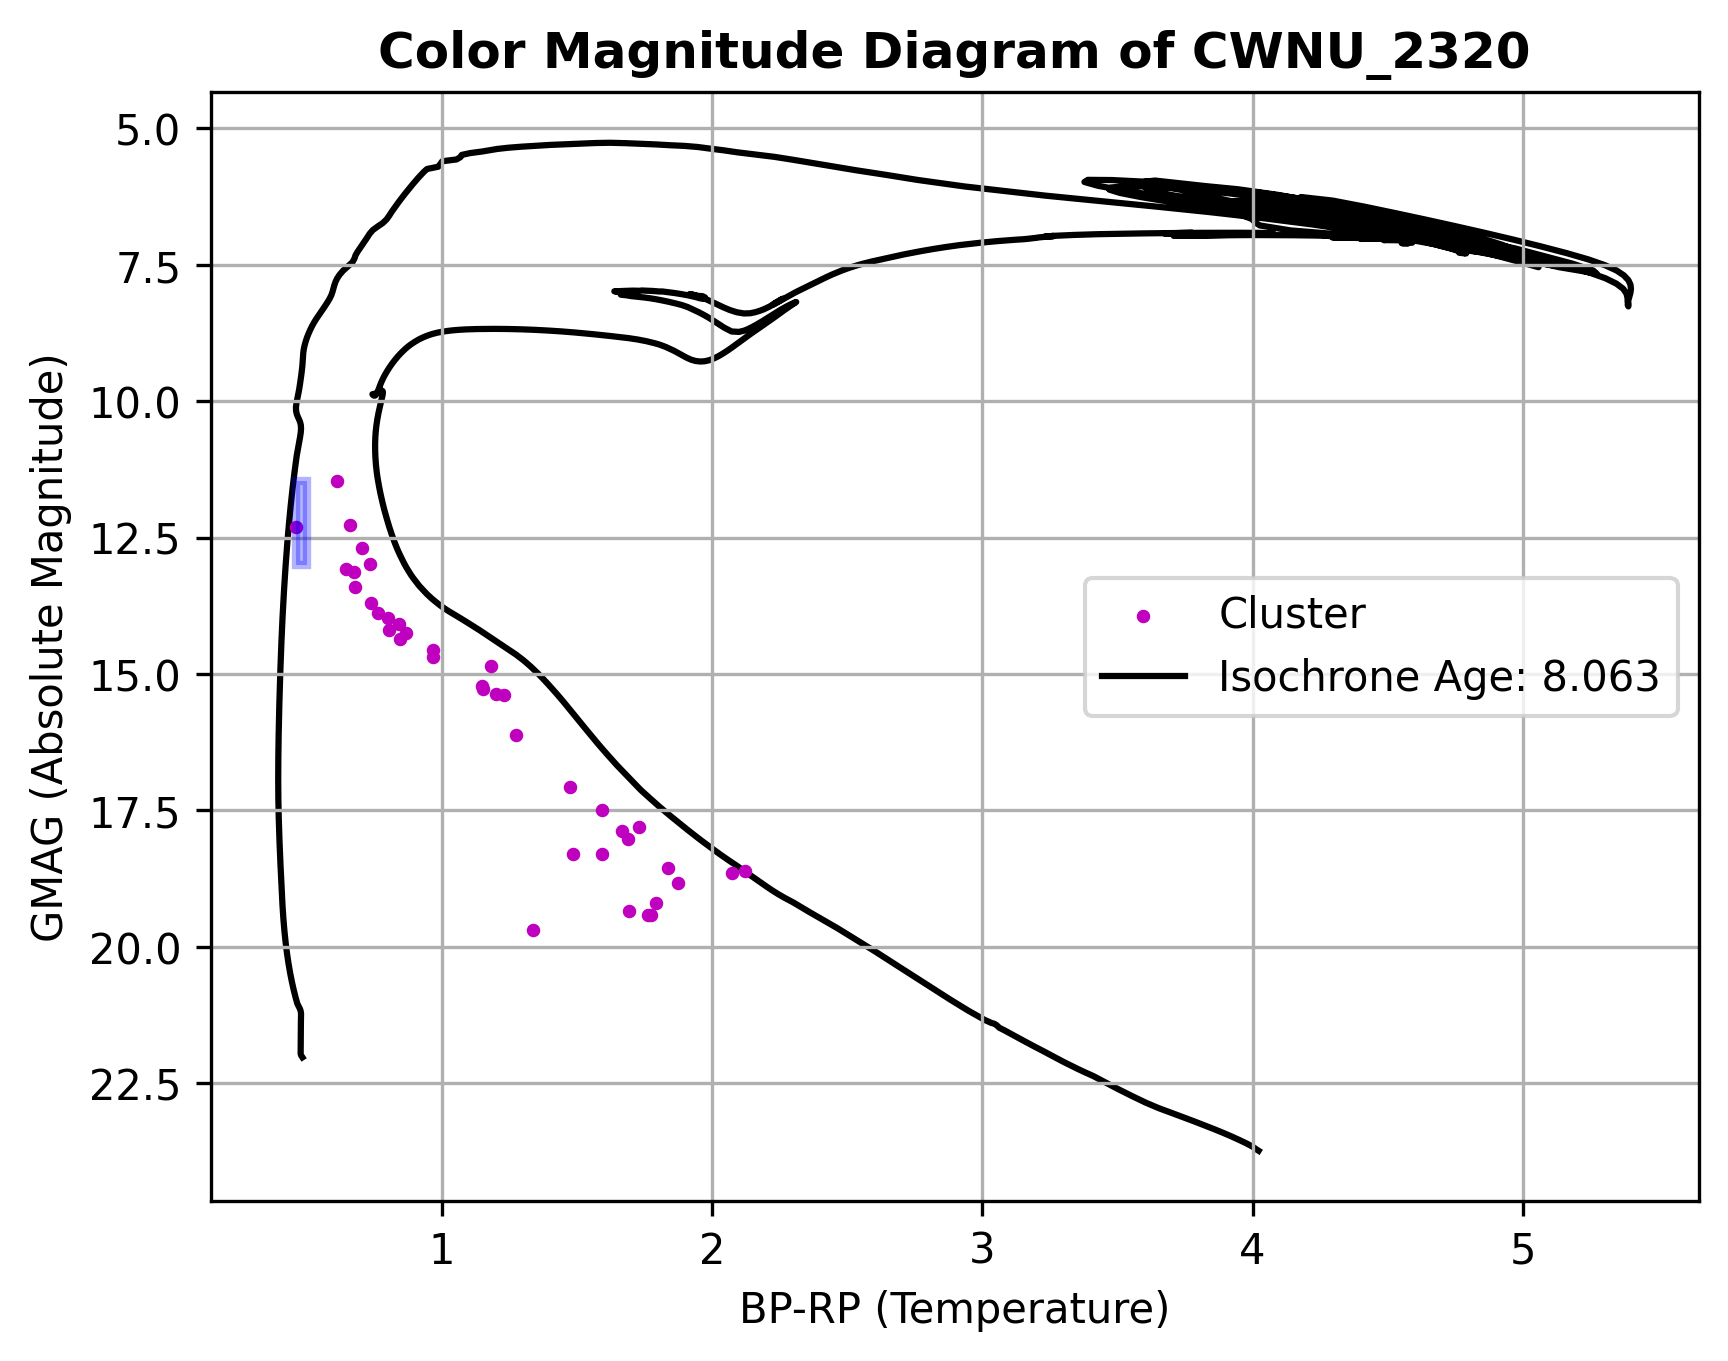 Color Magnitude Diagram of CWNU_2320
GMAG (Absolute Magnitude)
5.0
7.5
10.0
12.5
15.0
17.5
20.0
22.5
Cluster
Isochrone Age: 8.063
1 2 3 4 5
BP-RP (Temperature)